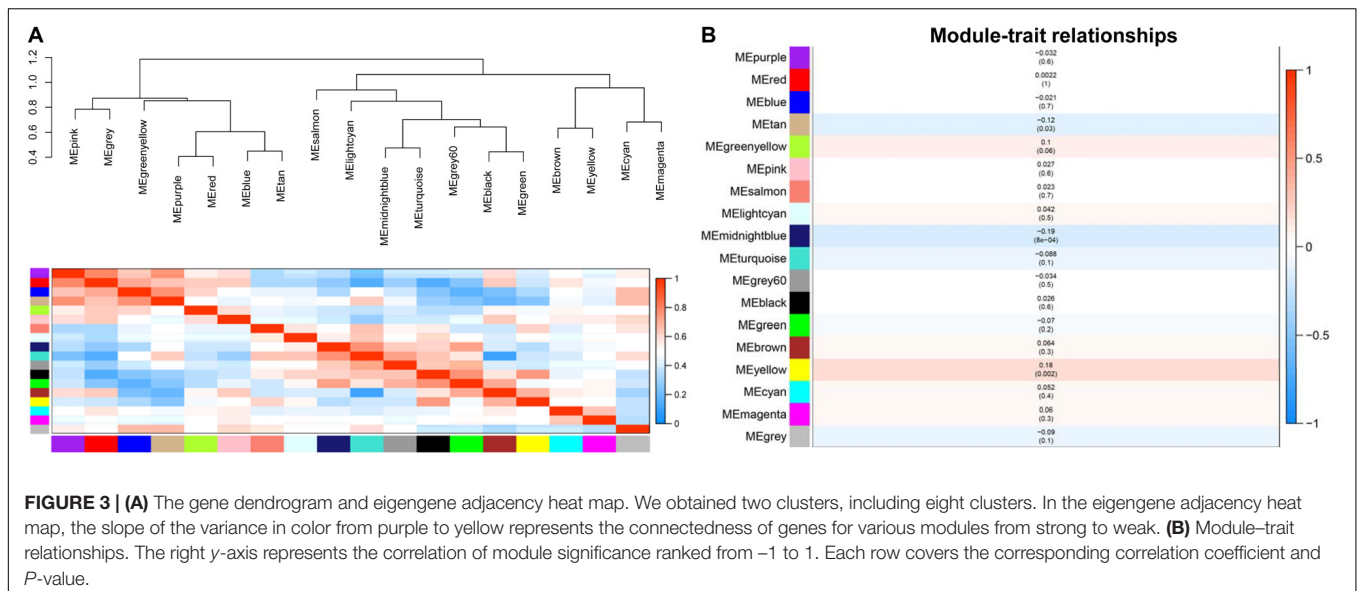 A
1.2
1.0
0.8
0.6
0.4
MEpink
MEgrey
MEgreenyellow
MEpurple
MEred
MEblue
MEtan
MEsalmon
MElightcyan
MEmidnightblue
MEturquoise
MEgrey60
MEblack
MEgreen
MEbrown
MEyellow
MEcyan
MEmagenta
1
0.8
0.6
0.4
0.2
0
B
Module-trait relationships
MEpurple
−0.032
(0.6)
MEred
0.0022
(1)
MEblue
−0.021
(0.7)
MEtan
−0.12
(0.03)
MEgreenyellow
0.1
(0.06)
MEpink
0.027
(0.6)
MEsalmon
0.023
(0.7)
MElightcyan
0.042
(0.5)
MEmidnightblue
−0.19
(8e−04)
MEturquoise
−0.088
(0.1)
MEgrey60
−0.034
(0.5)
MEblack
0.026
(0.6)
MEgreen
−0.07
(0.2)
MEbrown
0.064
(0.3)
MEyellow
0.18
(0.002)
MEcyan
0.052
(0.4)
MEmagenta
0.06
(0.3)
MEgrey
−0.09
(0.1)
1
0.5
0
−0.5
−1
FIGURE 3 | (A) The gene dendrogram and eigengene adjacency heat map. We obtained two clusters, including eight clusters. In the eigengene adjacency heat
map, the slope of the variance in color from purple to yellow represents the connectedness of genes for various modules from strong to weak. (B) Module–trait
relationships. The right y-axis represents the correlation of module significance ranked from –1 to 1. Each row covers the corresponding correlation coefficient and
P-value.